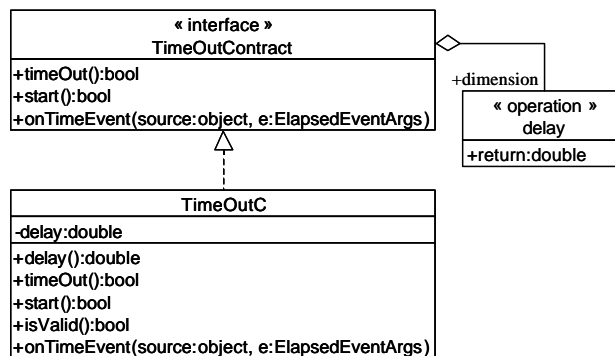 « interface »
TimeOutContract
+timeOut():bool
+start():bool
+onTimeEvent(source:object, e:ElapsedEventArgs)
+dimension
« operation »
delay
+return:double
TimeOutC
-delay:double
+delay():double
+timeOut():bool
+start():bool
+isValid():bool
+onTimeEvent(source:object, e:ElapsedEventArgs)